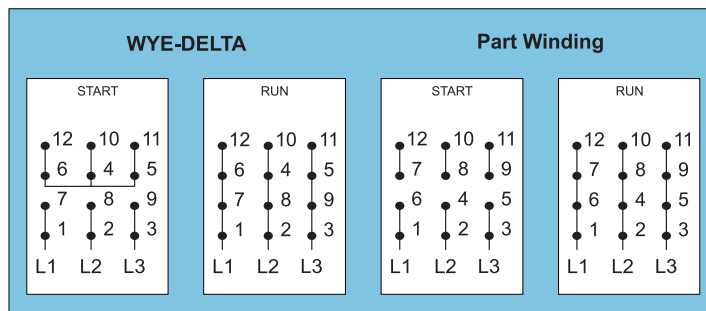 WYE-DELTA
START
12 10 11
6 4 5
7 8 9
1 2 3
L1 L2 L3
RUN
12 10 11
6 4 5
7 8 9
1 2 3
L1 L2 L3
Part Winding
START
12 10 11
7 8 9
6 4 5
1 2 3
L1 L2 L3
RUN
12 10 11
7 8 9
6 4 5
1 2 3
L1 L2 L3